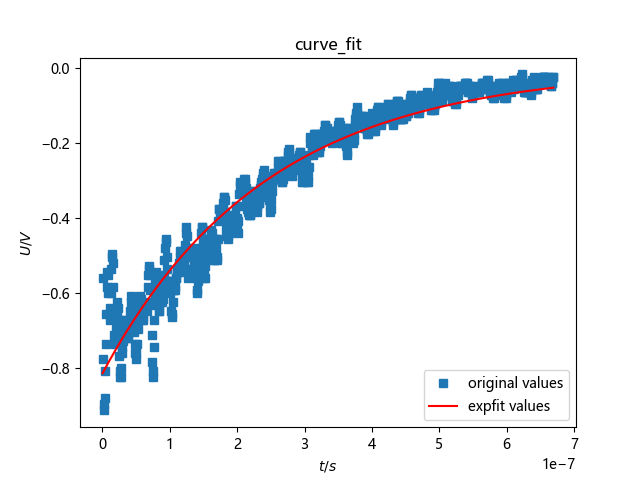 curve_fit
0.0
−0.2
−0.4
−0.6
−0.8
U/V
original values
expfit values
0 1 2 3 4 5 6 7
1e−7
t/s